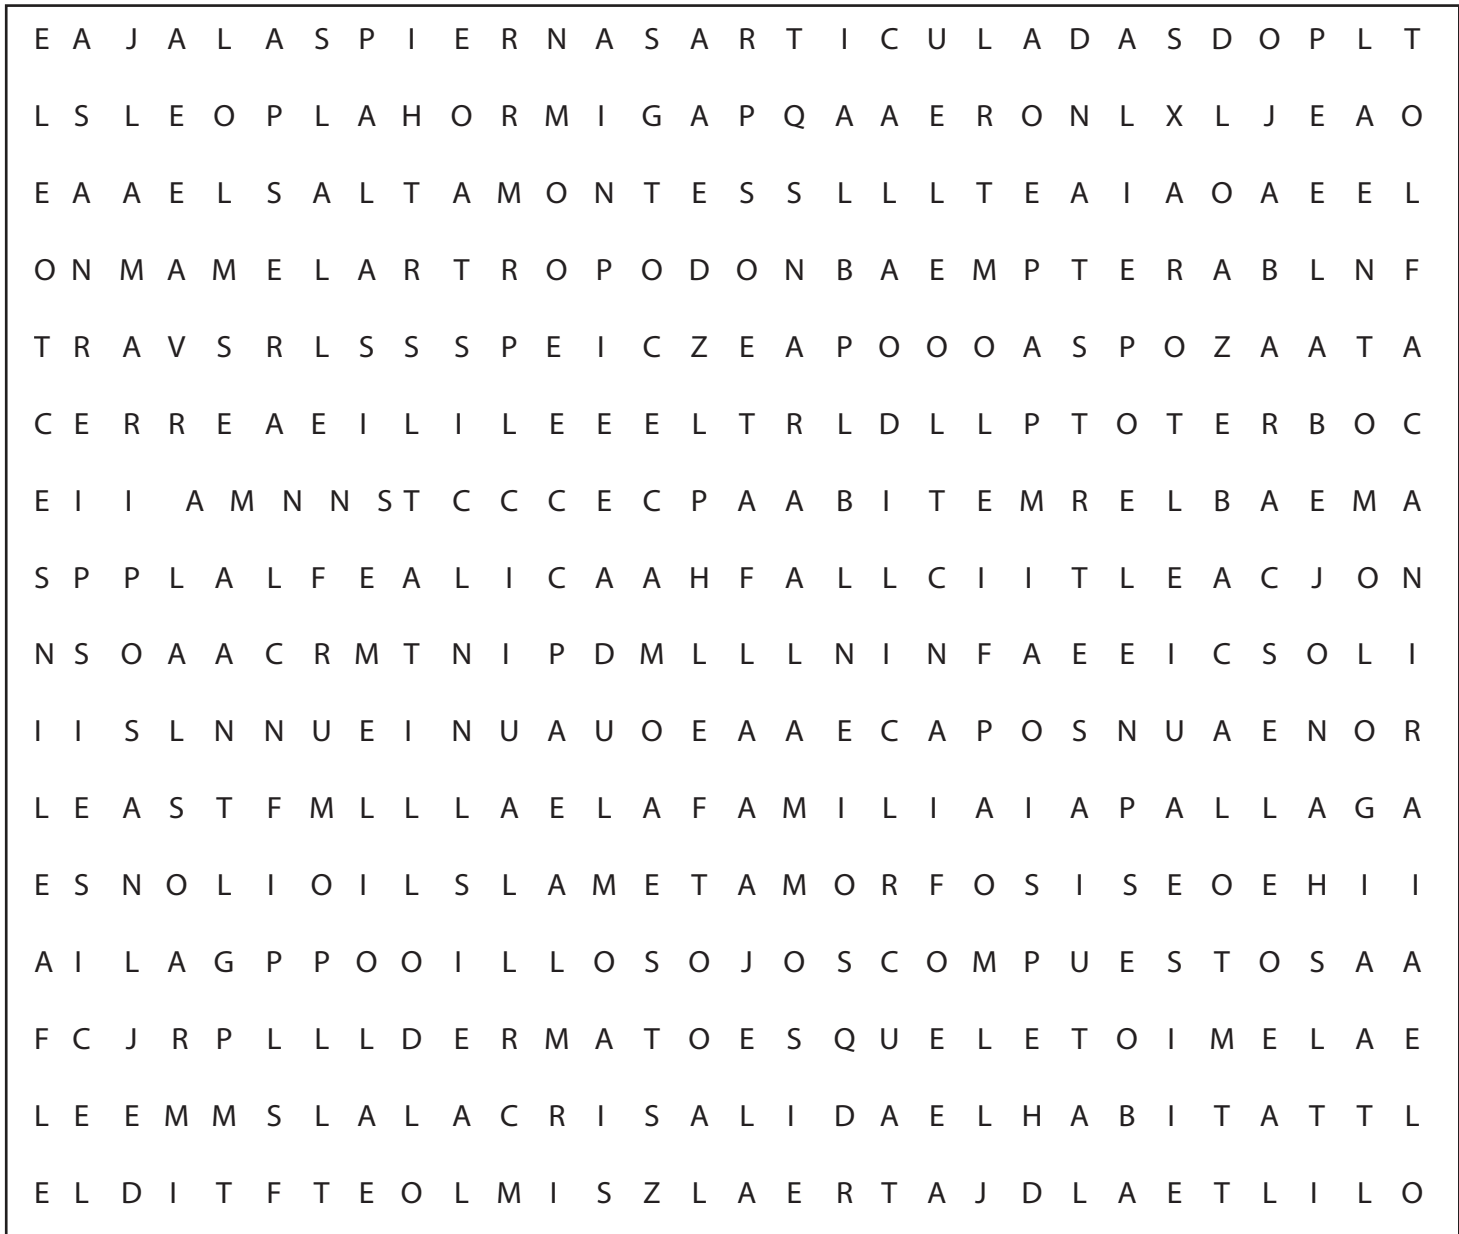 E A J A L A S P I E R N A S A R T I C U L A D A S D O P L T
L S L E O P L A H O R M I G A P Q A A E R O N L X L J E A O
E A A E L S A L T A M O N T E S S L L L T E A I A O A E E L
O N M A M E L A R T R O P O D O N B A E M P T E R A B L N F
T R A V S R L S S S P E I C Z E A P O O O A S P O Z A A T A
C E R R E A E I L I L E E E L T R L D L L P T O T E R B O C
E I I A M N N S T C C C E C P A A B I T E M R E L B A E M A
S P P L A L F E A L I C A A H F A L L C I I T L E A C J O N
N S O A A C R M T N I P D M L L L N I N F A E E I C S O L I
I I S L N N U E I N U A U O E A A E C A P O S N U A E N O R
L E A S T F M L L L A E L A F A M I L I A I A P A L L A G A
E S N O L I O I L S L A M E T A M O R F O S I S E O E H I I
A I L A G P P O O I L L O S O J O S C O M P U E S T O S A A
F C J R P L L L D E R M A T O E S Q U E L E T O I M E L A E
L E E M M S L A L A C R I S A L I D A E L H A B I T A T T L
E L D I T F T E O L M I S Z L A E R T A J D L A E T L I L O